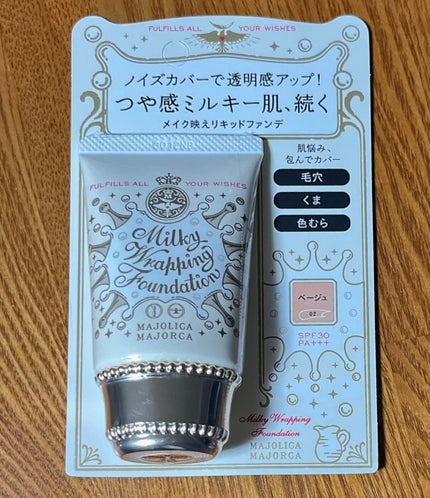 FULFILLS ALL YOUR WISHES
ノイズカバーで透明感アップ!
つや感ミルキー肌、続く
メイク映えリキッドファンデ
肌悩み、
包んでカバー
毛穴
くま
色むら
FULFILLS ALL YOUR WISHES
Milky
Wrapping
Foundation
MAJOLICA
MAJORCA
ベージュ
02
SPF30
PA+++
Milky Wrapping
Foundation
MAJOLICA
MAJORCA